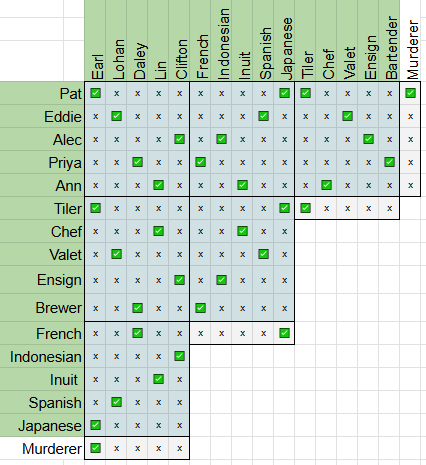 Earl Lohan Daley Lin Clifton French Indonesian Inuit Spanish Japanese Tiler Chef Valet Ensign Bartender Murderer
Pat ✅ x x x x x x x x ✅ ✅ x x x x ✅
Eddie x ✅ x x x x x x ✅ x x x ✅ x x x
Alec x x x x ✅ x ✅ x x x x x x ✅ x x
Priya x x ✅ x x ✅ x x x x x x x x ✅ x
Ann x x x ✅ x x x ✅ x x x ✅ x x x x
Tiler ✅ x x x x x x x x ✅ ✅ x x x x
Chef x x x ✅ x x x ✅ x x
Valet x ✅ x x x x x x ✅ x
Ensign x x x x ✅ x ✅ x x x
Brewer x x ✅ x x ✅ x x x x
French x x ✅ x x x x x x ✅
Indonesian x x x x ✅
Inuit x x x ✅ x
Spanish x ✅ x x x
Japanese ✅ x x x x
Murderer ✅ x x x x